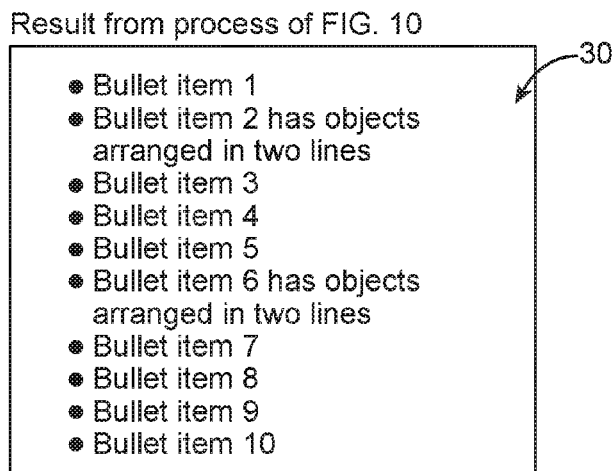 Result from process of FIG. 10
30
● Bullet item 1
● Bullet item 2 has objects
arranged in two lines
● Bullet item 3
● Bullet item 4
● Bullet item 5
● Bullet item 6 has objects
arranged in two lines
● Bullet item 7
● Bullet item 8
● Bullet item 9
● Bullet item 10